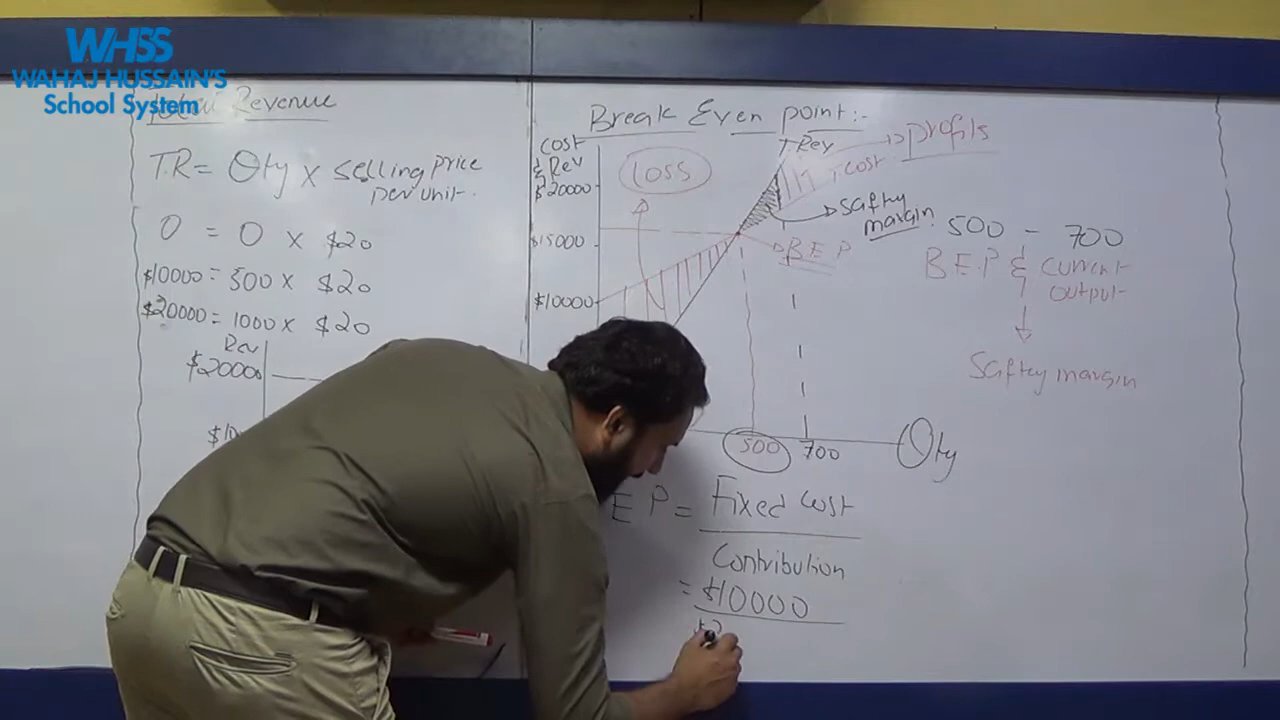 WHSS
WAHAJ HUSSAIN'S
School System
Total Revenue
T.R = Qty x selling price
per unit.
0 = 0 x $20
$10000 = 500 x $20
$20000 = 1000 x $20
Rev
$20000
Break Even point:-
Cost
& Rev
$20000
$15000
$10000
Loss
T.Rev
T.cost
profits
Saftey
margin.
B.E.P
500 700
Qty
500 - 700
B.E.P & current
output
Saftey margin
E P = Fixed Cost
Contribution
= $10000